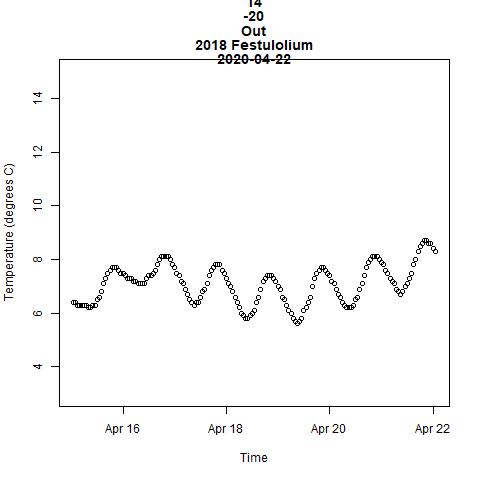 14
-20
Out
2018 Festulolium
2020-04-22
Temperature (degrees C)
14
12
10
8
6
4
Apr 16
Apr 18
Apr 20
Apr 22
Time